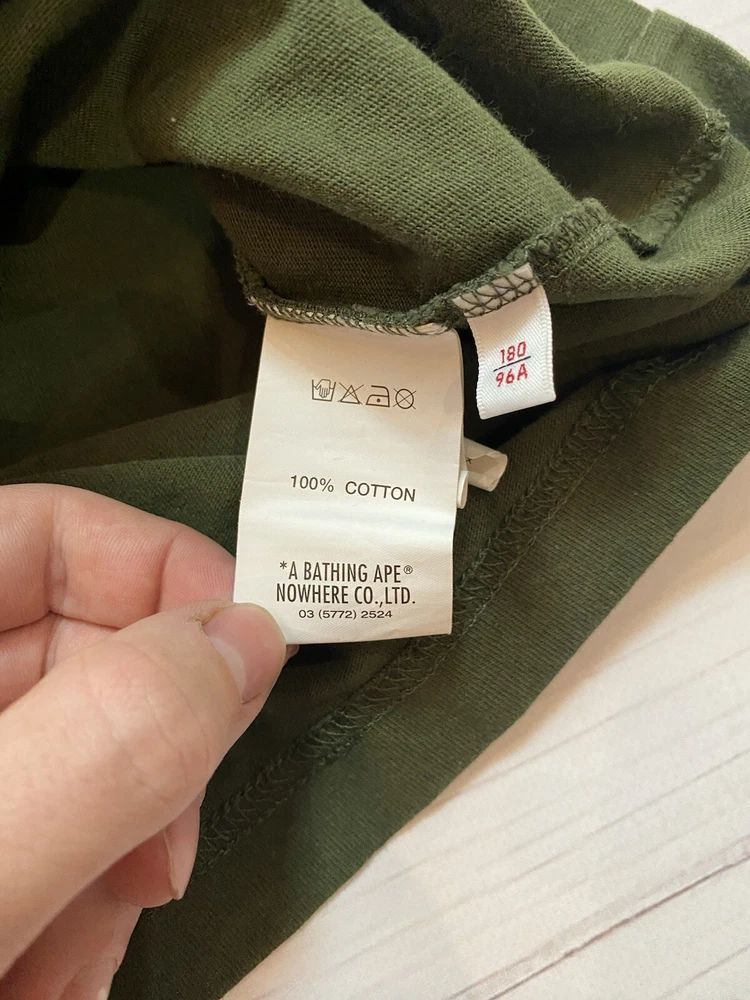 180
96A
100% COTTON
*A BATHING APE®
NOWHERE CO.,LTD.
03 (5772) 2524